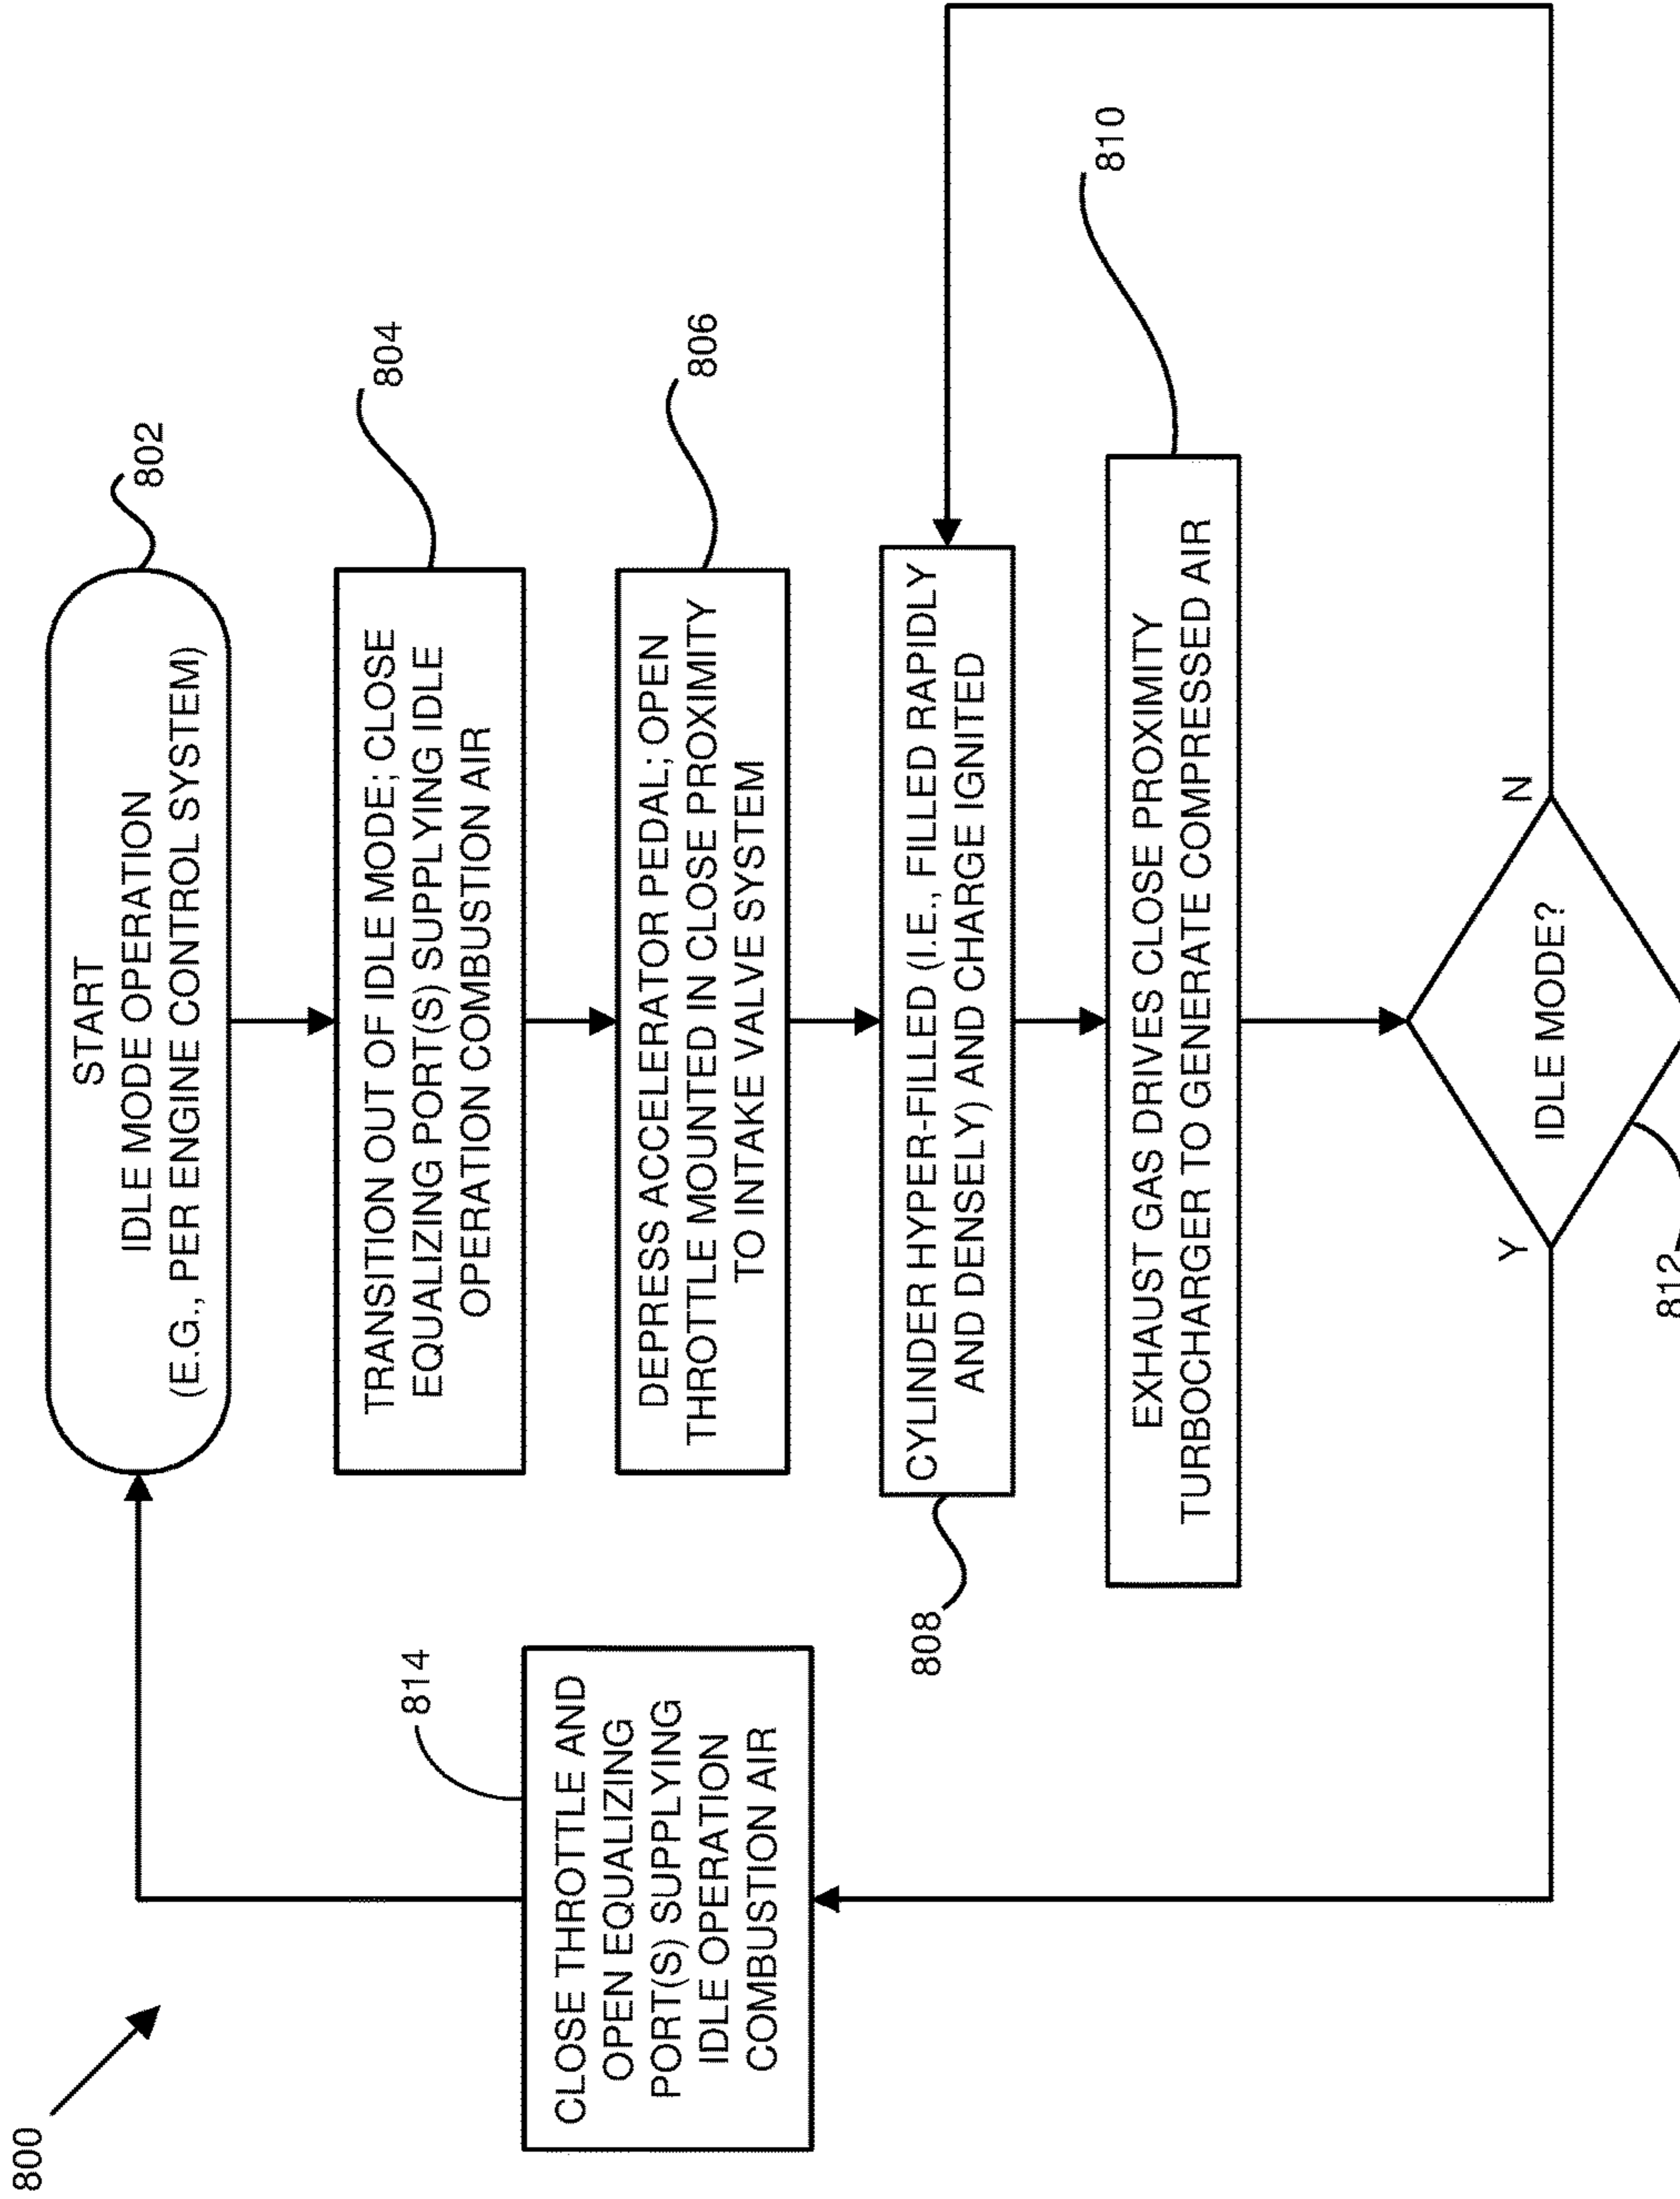 800
START
IDLE MODE OPERATION
(E.G., PER ENGINE CONTROL SYSTEM)
802
TRANSITION OUT OF IDLE MODE; CLOSE
EQUALIZING PORT(S) SUPPLYING IDLE
OPERATION COMBUSTION AIR
804
DEPRESS ACCELERATOR PEDAL; OPEN
THROTTLE MOUNTED IN CLOSE PROXIMITY
TO INTAKE VALVE SYSTEM
806
CYLINDER HYPER-FILLED (I.E., FILLED RAPIDLY
AND DENSELY) AND CHARGE IGNITED
808
EXHAUST GAS DRIVES CLOSE PROXIMITY
TURBOCHARGER TO GENERATE COMPRESSED AIR
810
IDLE MODE?
Y
N
812
CLOSE THROTTLE AND
OPEN EQUALIZING
PORT(S) SUPPLYING
IDLE OPERATION
COMBUSTION AIR
814